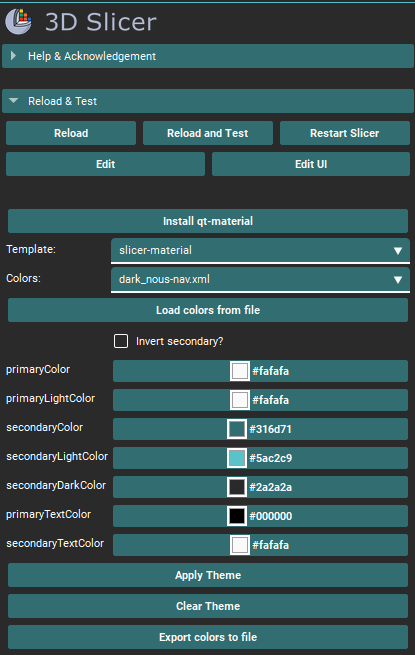 3D Slicer
Help & Acknowledgement
Reload & Test
Reload Reload and Test Restart Slicer
Edit Edit UI
Install qt-material
Template: slicer-material
Colors: dark_nous-nav.xml
Load colors from file
Invert secondary?
primaryColor #fafafa
primaryLightColor #fafafa
secondaryColor #316d71
secondaryLightColor #5ac2c9
secondaryDarkColor #2a2a2a
primaryTextColor #000000
secondaryTextColor #fafafa
Apply Theme
Clear Theme
Export colors to file